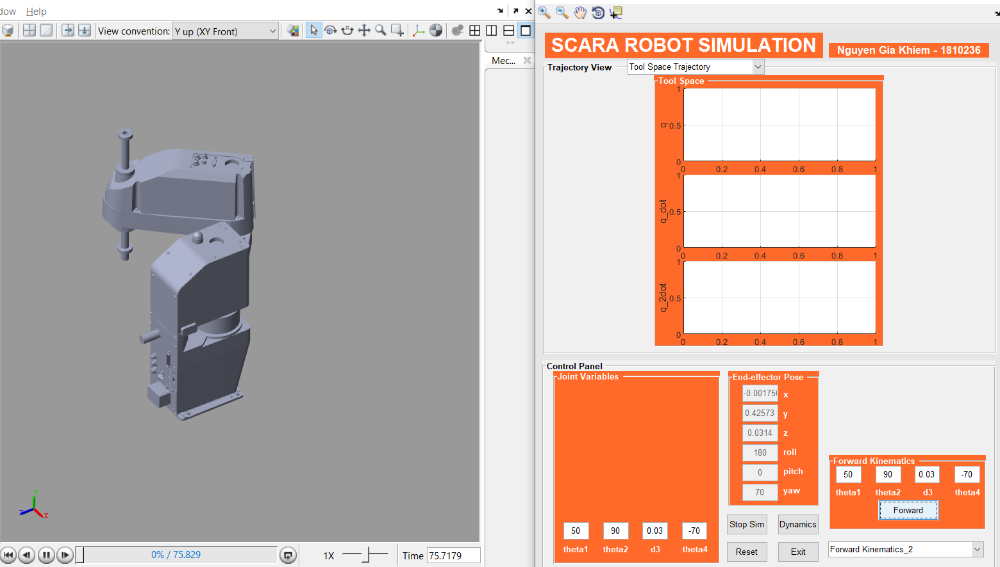 dow Help
View convention: Y up (XY Front)
Mec...
Y
Z
X
0% / 75.829
1X
Time 75.7179
SCARA ROBOT SIMULATION
Nguyen Gia Khiem - 1810236
Trajectory View
Tool Space Trajectory
Tool Space
1
0.5
0
q
0 0.2 0.4 0.6 0.8 1
1
0.5
0
q_dot
0.2 0.4 0.6 0.8 1
0
1
0.5
0
q_2dot
0 0.2 0.4 0.6 0.8 1
Control Panel
Joint Variables
50 90 0.03 -70
theta1 theta2 d3 theta4
End-effector Pose
-0.00175 x
0.42573 y
0.0314 z
180 roll
0 pitch
70 yaw
Stop Sim Dynamics
Reset Exit
Forward Kinematics
50 90 0.03 -70
theta1 theta2 d3 theta4
Forward
Forward Kinematics_2